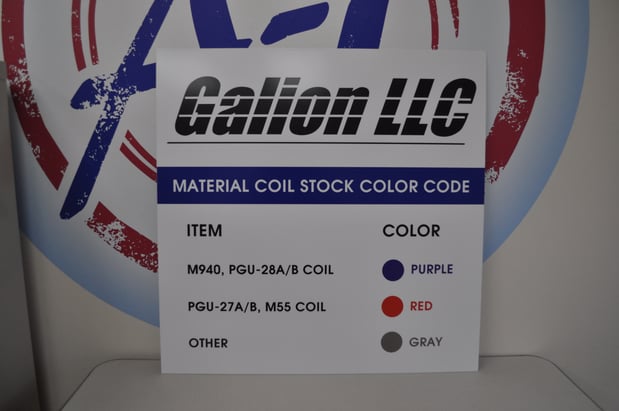 A-1
Galion LLC
MATERIAL COIL STOCK COLOR CODE
ITEM COLOR
M940, PGU-28A/B COIL PURPLE
PGU-27A/B, M55 COIL RED
OTHER GRAY